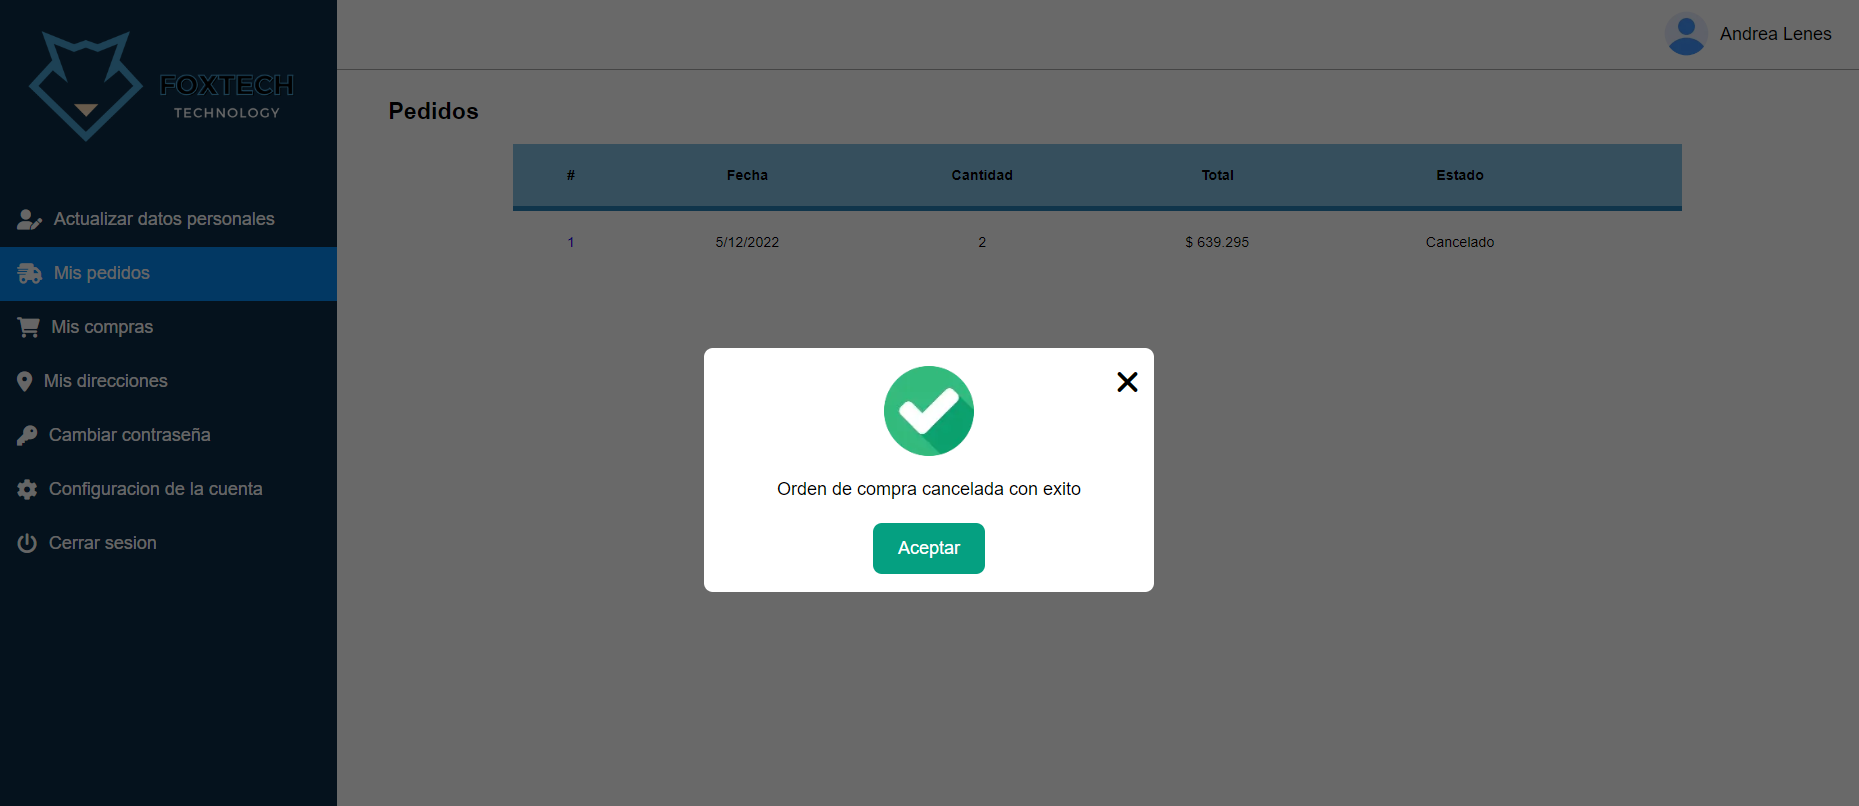 FOXTECH
TECHNOLOGY
Andrea Lenes
Actualizar datos personales
Mis pedidos
Mis compras
Mis direcciones
Cambiar contraseña
Configuracion de la cuenta
Cerrar sesion
Pedidos
# Fecha Cantidad Total Estado
1 5/12/2022 2 $ 639.295 Cancelado
Orden de compra cancelada con exito
Aceptar